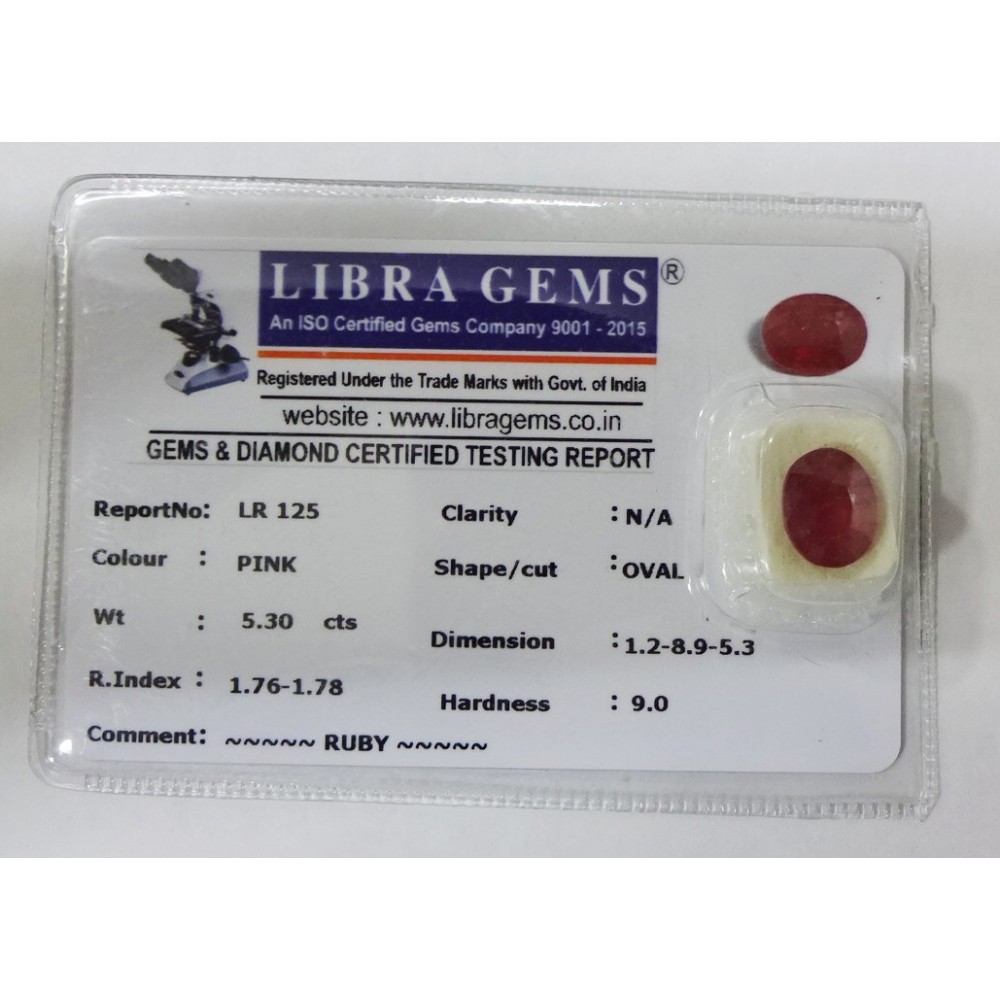 LIBRA GEMS®
An ISO Certified Gems Company 9001 - 2015
Registered Under the Trade Marks with Govt. of India
website : www.libragems.co.in
GEMS & DIAMOND CERTIFIED TESTING REPORT
ReportNo: LR 125
Clarity : N/A
Colour : PINK
Shape/cut : OVAL
Wt : 5.30 cts
Dimension : 1.2-8.9-5.3
R.Index : 1.76-1.78
Hardness : 9.0
Comment: ~~~~~ RUBY ~~~~~